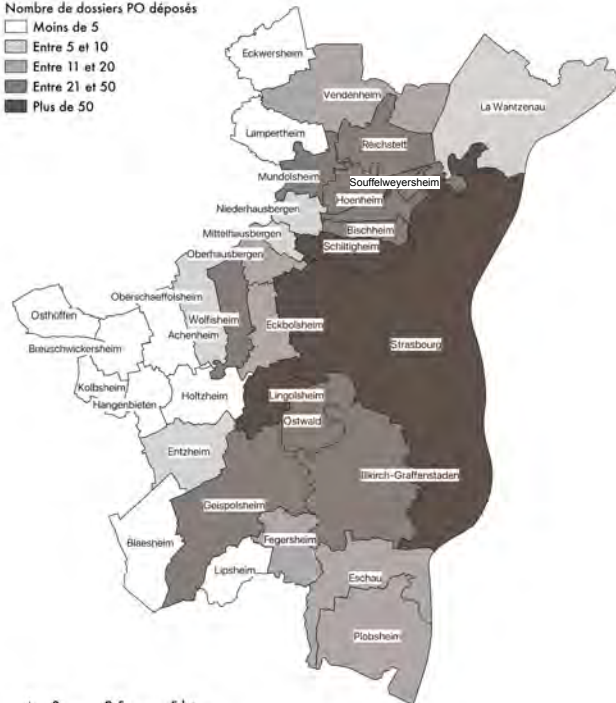 Nombre de dossiers PO déposés
Moins de 5
Entre 5 et 10
Entre 11 et 20
Entre 21 et 50
Plus de 50
Eckwersheim
Vendenheim
La Wantzenau
Lampertheim
Reichstett
Mundolsheim
Souffelweyersheim
Hoenheim
Niederhausbergen
Bischheim
Mittelhausbergen
Schiltigheim
Oberhausbergen
Oberschaeffolsheim
Osthoffen
Wolfisheim
Eckbolsheim
Achenheim
Strasbourg
Breuschwickersheim
Kolbsheim
Holtzheim
Lingolsheim
Hangenbieten
Ostwald
Entzheim
Illkirch-Graffenstaden
Geispolsheim
Blaesheim
Fegersheim
Lipsheim
Eschau
Plobsheim